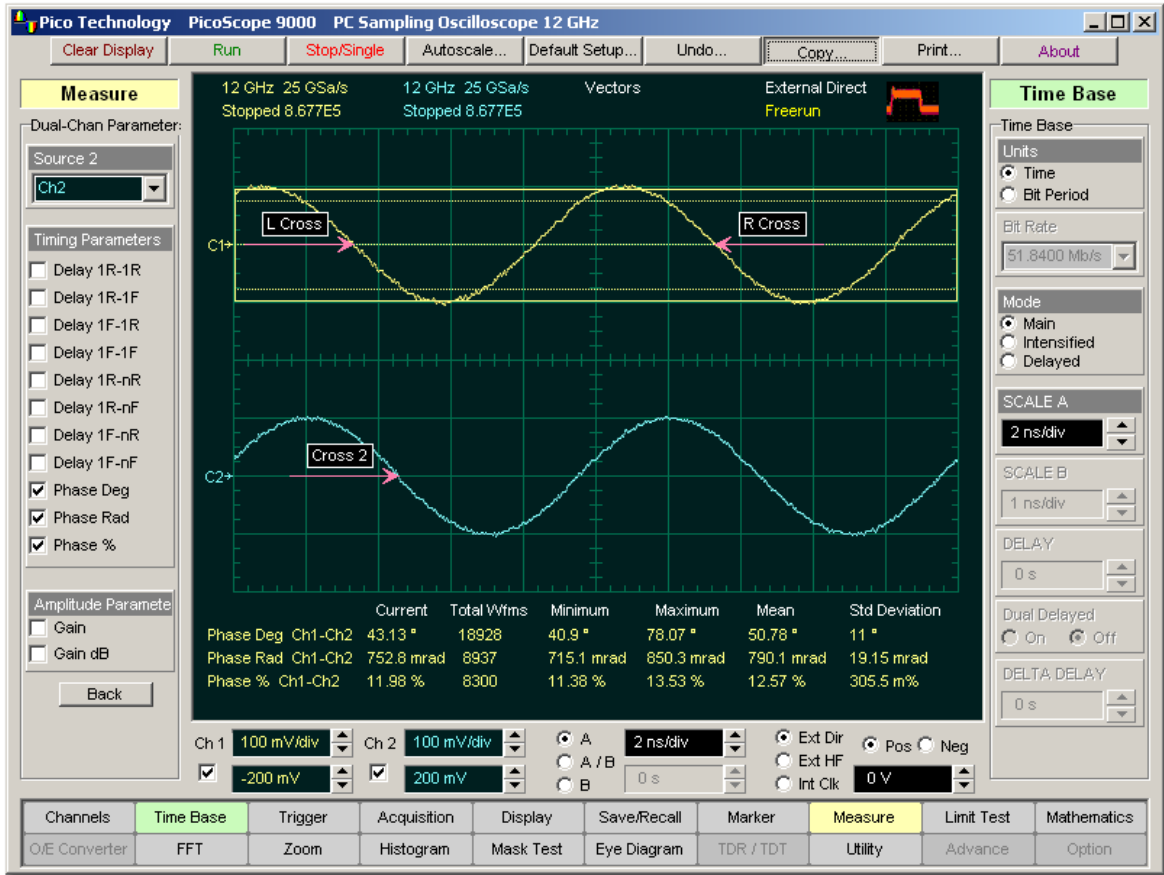 Pico Technology PicoScope 9000 PC Sampling Oscilloscope 12 GHz
Clear Display Run Stop/Single Autoscale... Default Setup... Undo... Copy... Print... About
Measure
Dual-Chan Parameter:
Source 2
Ch2
Timing Parameters
Delay 1R-1R
Delay 1R-1F
Delay 1F-1R
Delay 1F-1F
Delay 1R-nR
Delay 1R-nF
Delay 1F-nR
Delay 1F-nF
Phase Deg
Phase Rad
Phase %
Amplitude Paramete
Gain
Gain dB
Back
12 GHz 25 GSa/s 12 GHz 25 GSa/s Vectors External Direct
Stopped 8.677E5 Stopped 8.677E5 Freerun
L Cross R Cross
C1
Cross 2
C2
Current Total Wfms Minimum Maximum Mean Std Deviation
Phase Deg Ch1-Ch2 43.13 ° 18928 40.9 ° 78.07 ° 50.78 ° 11 °
Phase Rad Ch1-Ch2 752.8 mrad 8937 715.1 mrad 850.3 mrad 790.1 mrad 19.15 mrad
Phase % Ch1-Ch2 11.98 % 8300 11.38 % 13.53 % 12.57 % 305.5 m%
Time Base
Time Base
Units
Time
Bit Period
Bit Rate
51.8400 Mb/s
Mode
Main
Intensified
Delayed
SCALE A
2 ns/div
SCALE B
1 ns/div
DELAY
0 s
Dual Delayed
On Off
DELTA DELAY
0 s
Ch 1 100 mV/div Ch 2 100 mV/div A 2 ns/div Ext Dir Pos Neg
A / B Ext HF
-200 mV 200 mV B 0 s Int Clk 0 V
Channels Time Base Trigger Acquisition Display Save/Recall Marker Measure Limit Test Mathematics
O/E Converter FFT Zoom Histogram Mask Test Eye Diagram TDR / TDT Utility Advance Option